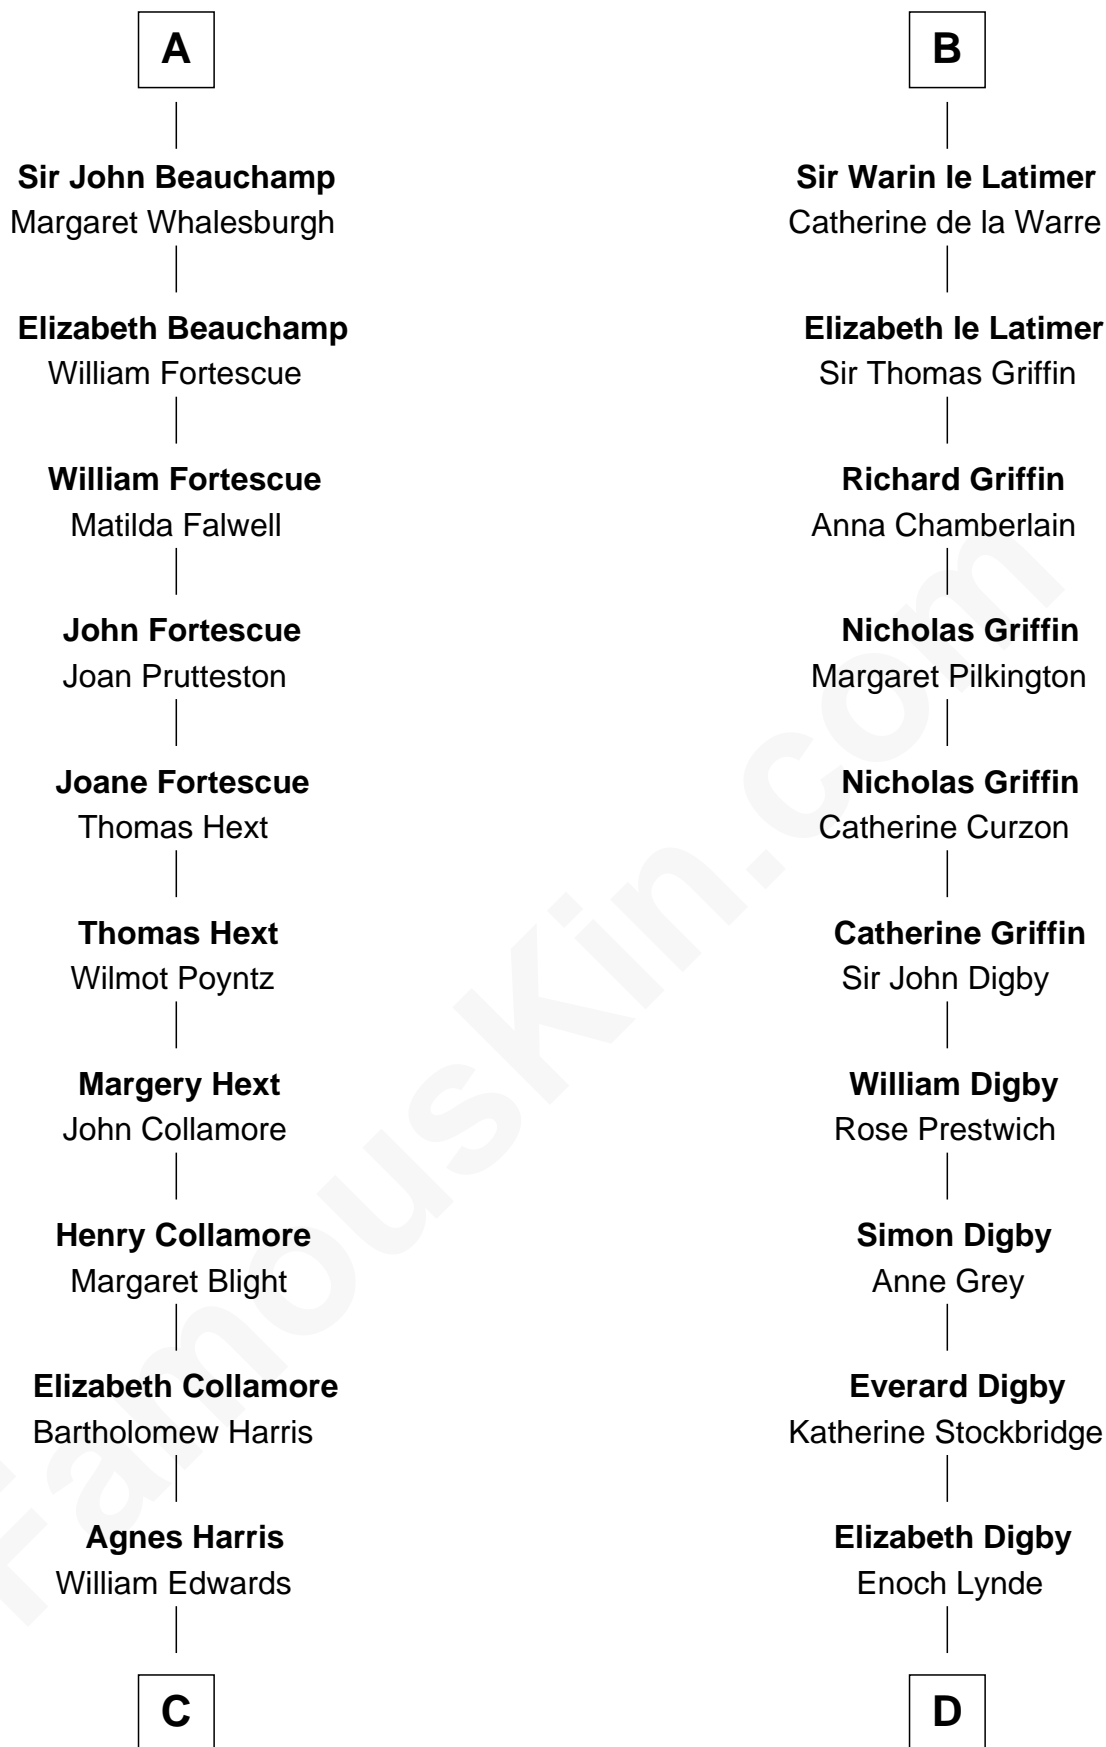 A
Sir John Beauchamp
Margaret Whalesburgh
Elizabeth Beauchamp
William Fortescue
William Fortescue
Matilda Falwell
John Fortescue
Joan Prutteston
Joane Fortescue
Thomas Hext
Thomas Hext
Wilmot Poyntz
Margery Hext
John Collamore
Henry Collamore
Margaret Blight
Elizabeth Collamore
Bartholomew Harris
Agnes Harris
William Edwards
C
B
Sir Warin le Latimer
Catherine de la Warre
Elizabeth le Latimer
Sir Thomas Griffin
Richard Griffin
Anna Chamberlain
Nicholas Griffin
Margaret Pilkington
Nicholas Griffin
Catherine Curzon
Catherine Griffin
Sir John Digby
William Digby
Rose Prestwich
Simon Digby
Anne Grey
Everard Digby
Katherine Stockbridge
Elizabeth Digby
Enoch Lynde
D
FamousKin.com